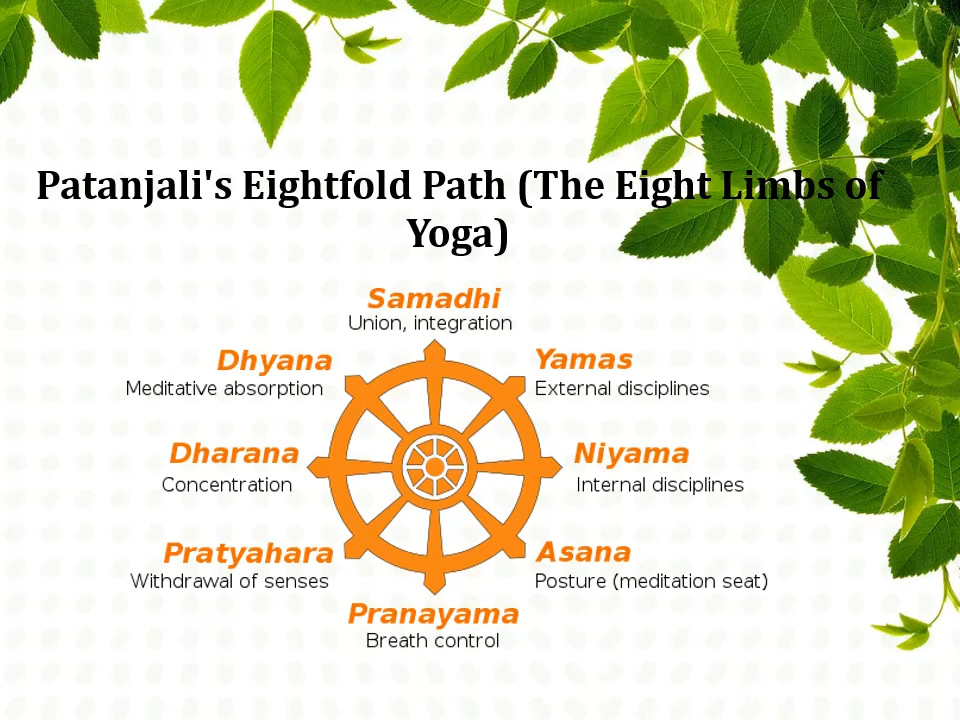 Patanjali's Eightfold Path (The Eight Limbs of
Yoga)
Samadhi
Union, integration
Dhyana
Meditative absorption
Yamas
External disciplines
Dharana
Concentration
Niyama
Internal disciplines
Pratyahara
Withdrawal of senses
Asana
Posture (meditation seat)
Pranayama
Breath control